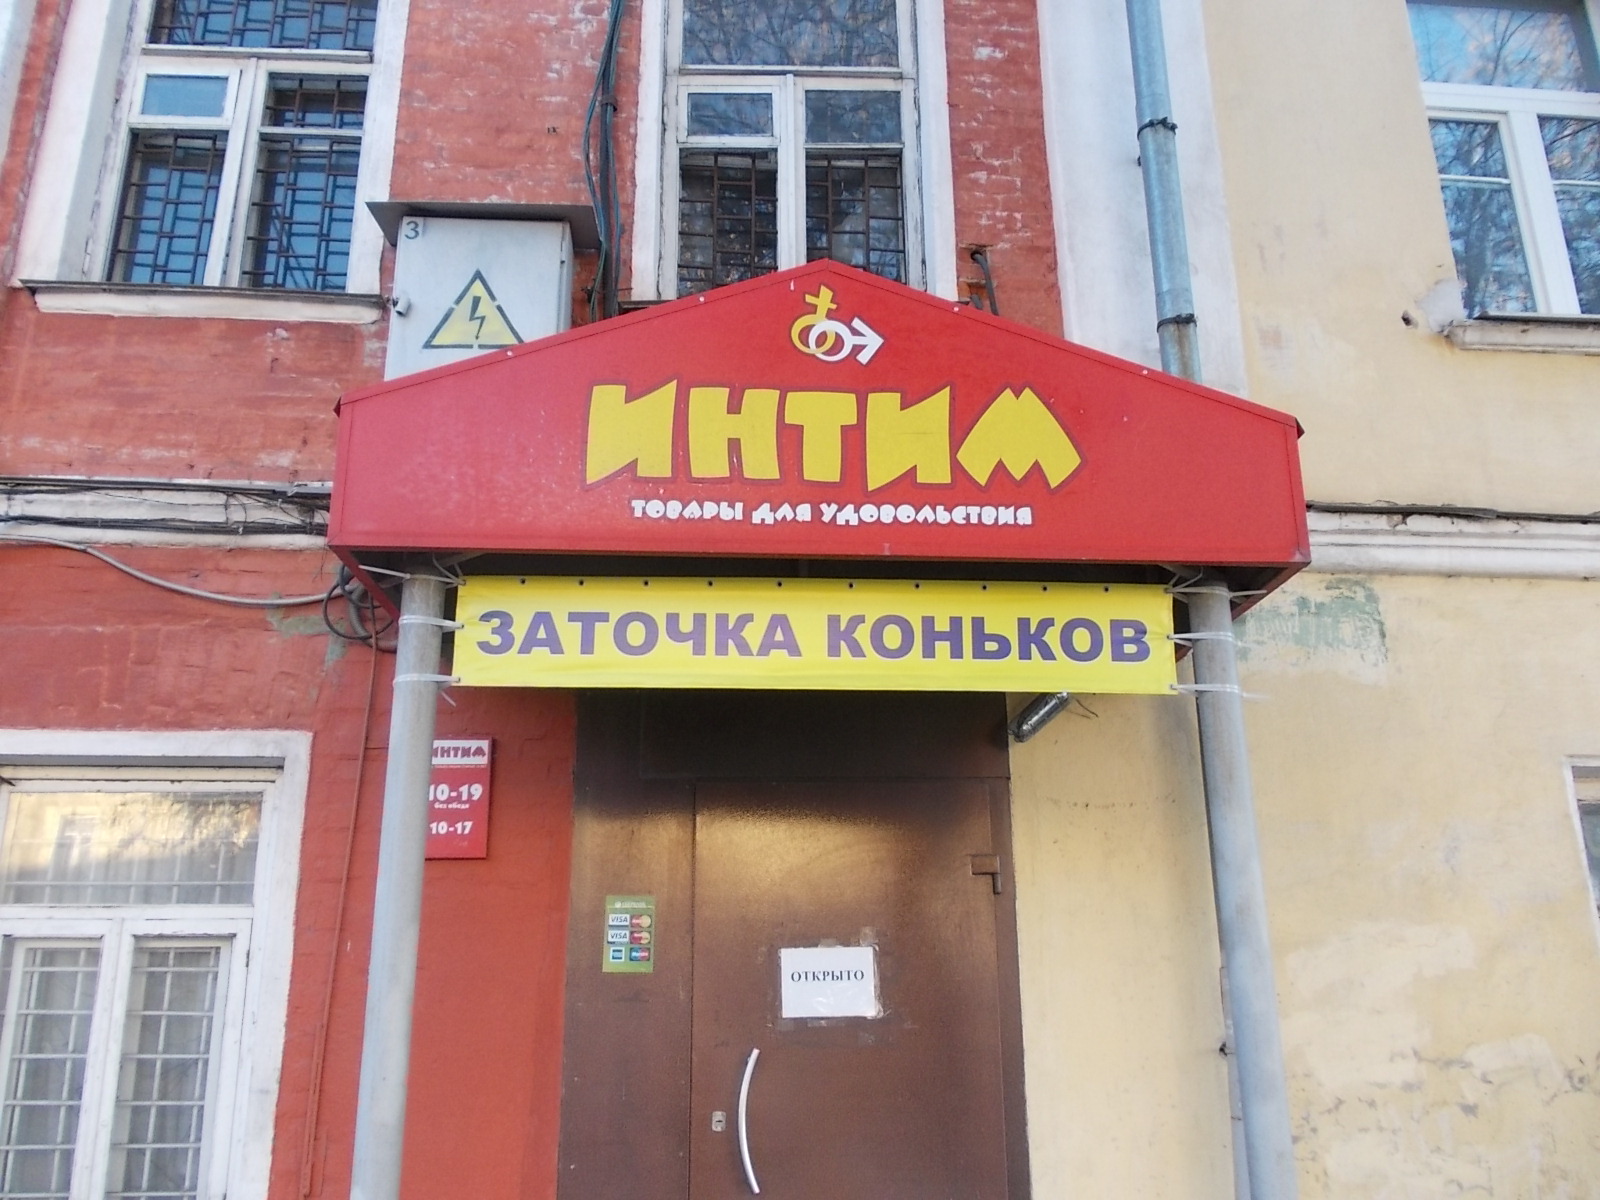 3
ИНТИМ
ТОВАРЫ ДЛЯ УДОВОЛЬСТВИЯ
ЗАТОЧКА КОНЬКОВ
ИНТИМ
10-19
без обеда
10-17
VISA
VISA
ОТКРЫТО